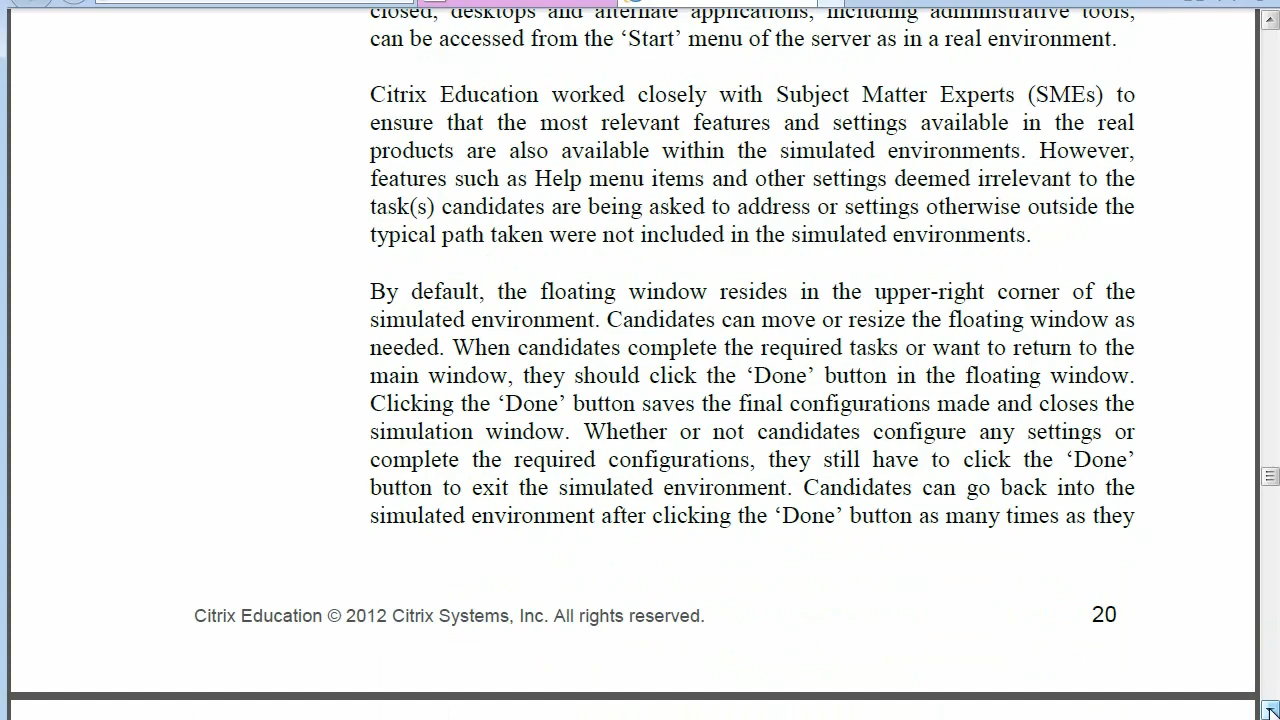 closed, desktops and alternate applications, including administrative tools,
can be accessed from the ‘Start’ menu of the server as in a real environment.
Citrix Education worked closely with Subject Matter Experts (SMEs) to
ensure that the most relevant features and settings available in the real
products are also available within the simulated environments. However,
features such as Help menu items and other settings deemed irrelevant to the
task(s) candidates are being asked to address or settings otherwise outside the
typical path taken were not included in the simulated environments.
By default, the floating window resides in the upper-right corner of the
simulated environment. Candidates can move or resize the floating window as
needed. When candidates complete the required tasks or want to return to the
main window, they should click the ‘Done’ button in the floating window.
Clicking the ‘Done’ button saves the final configurations made and closes the
simulation window. Whether or not candidates configure any settings or
complete the required configurations, they still have to click the ‘Done’
button to exit the simulated environment. Candidates can go back into the
simulated environment after clicking the ‘Done’ button as many times as they
Citrix Education © 2012 Citrix Systems, Inc. All rights reserved. 20